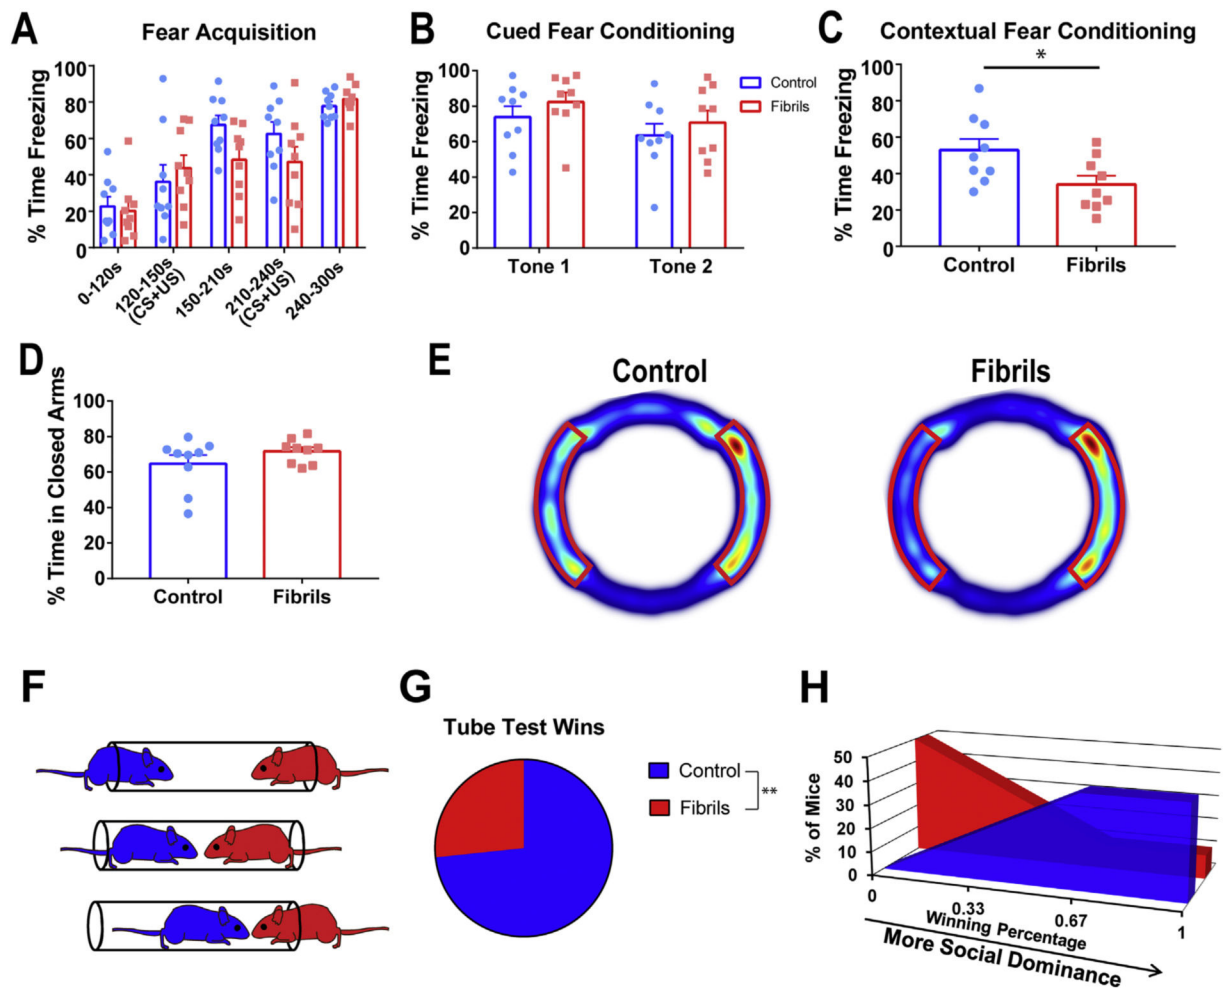 A
Fear Acquisition
% Time Freezing
100
80
60
40
20
0
0-120s
120-150s
(CS+US)
150-210s
210-240s
(CS+US)
240-300s
B
Cued Fear Conditioning
% Time Freezing
100
80
60
40
20
0
Tone 1
Tone 2
Control
Fibrils
C
Contextual Fear Conditioning
*
% Time Freezing
100
80
60
40
20
0
Control
Fibrils
D
% Time in Closed Arms
100
80
60
40
20
0
Control
Fibrils
E
Control
Fibrils
F
G
Tube Test Wins
Control
Fibrils
**
H
% of Mice
50
40
30
20
10
0
0
0.33
0.67
1
Winning Percentage
More Social Dominance